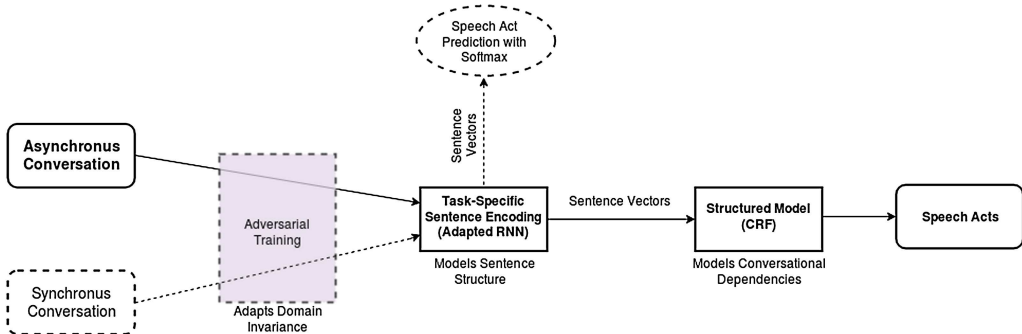 Speech Act
Prediction with
Softmax
Sentence
Vectors
Asynchronus
Conversation
Adversarial
Training
Adapts Domain
Invariance
Synchronus
Conversation
Task-Specific
Sentence Encoding
(Adapted RNN)
Models Sentence
Structure
Sentence Vectors
Structured Model
(CRF)
Models Conversational
Dependencies
Speech Acts